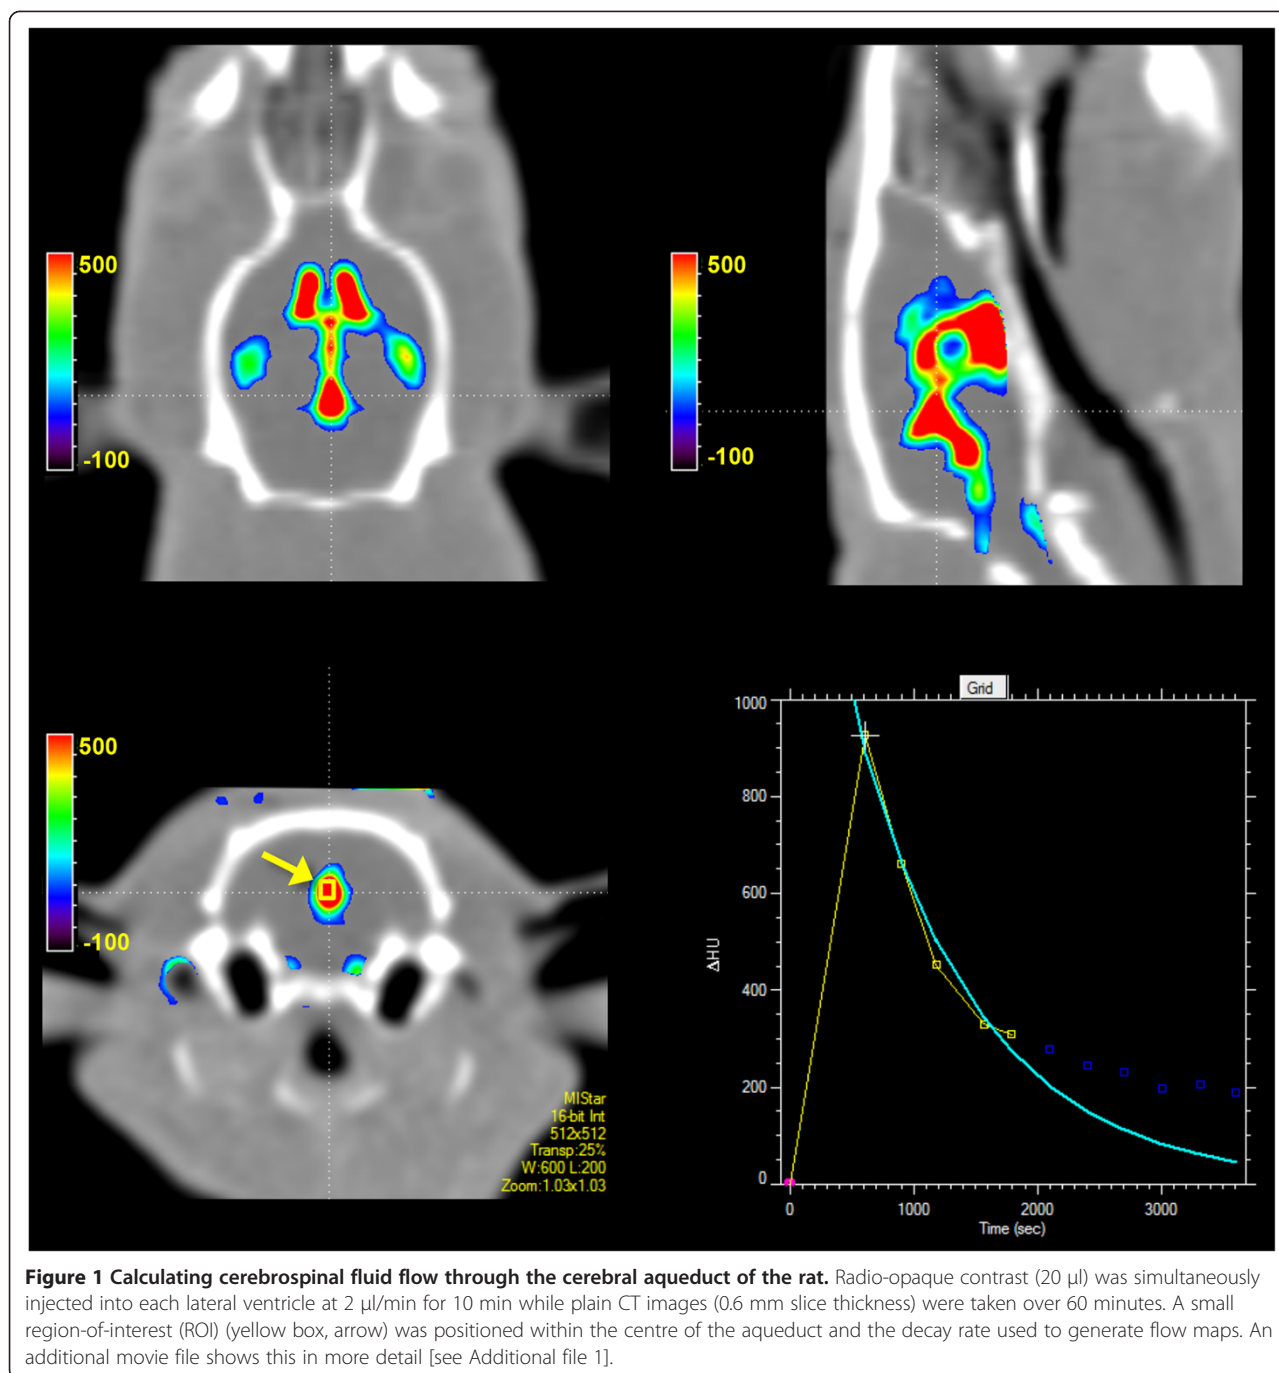 500
-100
500
-100
500
-100
MIStar
16-bit Int
512x512
Transp:25%
W:600 L:200
Zoom:1.03x1.03
Grid
1000
800
600
400
200
0
ΔHU
0 1000 2000 3000
Time (sec)
Figure 1 Calculating cerebrospinal fluid flow through the cerebral aqueduct of the rat. Radio-opaque contrast (20 μl) was simultaneously
injected into each lateral ventricle at 2 μl/min for 10 min while plain CT images (0.6 mm slice thickness) were taken over 60 minutes. A small
region-of-interest (ROI) (yellow box, arrow) was positioned within the centre of the aqueduct and the decay rate used to generate flow maps. An
additional movie file shows this in more detail [see Additional file 1].